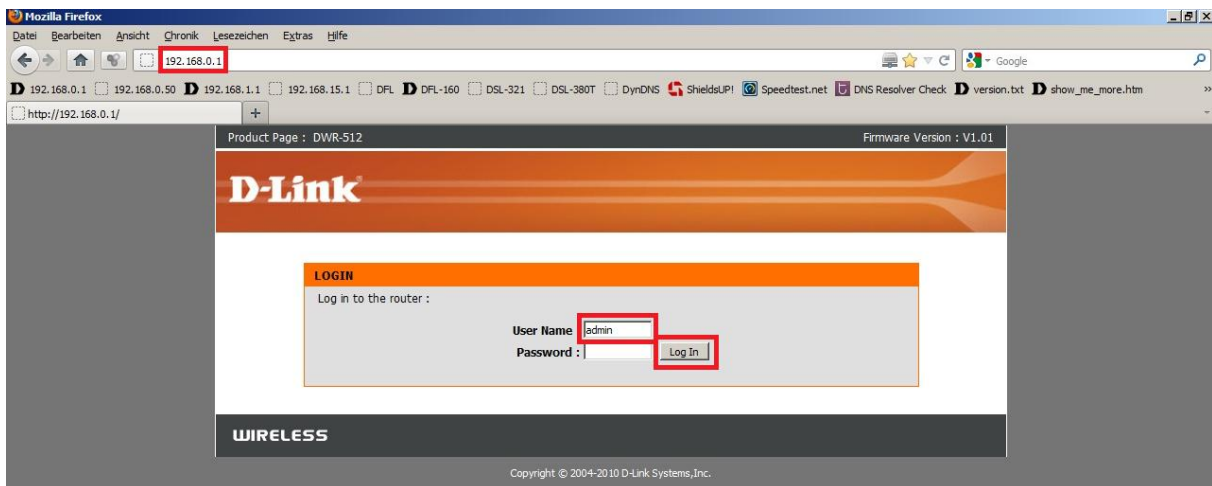 Mozilla Firefox
Datei Bearbeiten Ansicht Chronik Lesezeichen Extras Hilfe
192.168.0.1 Google
192.168.0.1 192.168.0.50 192.168.1.1 192.168.15.1 DFL DFL-160 DSL-321 DSL-380T DynDNS ShieldsUP! Speedtest.net DNS Resolver Check version.txt show_me_more.htm »
http://192.168.0.1/ +
Product Page : DWR-512 Firmware Version : V1.01
D-Link
LOGIN
Log in to the router :
User Name admin
Password : Log In
WIRELESS
Copyright © 2004-2010 D-Link Systems,Inc.